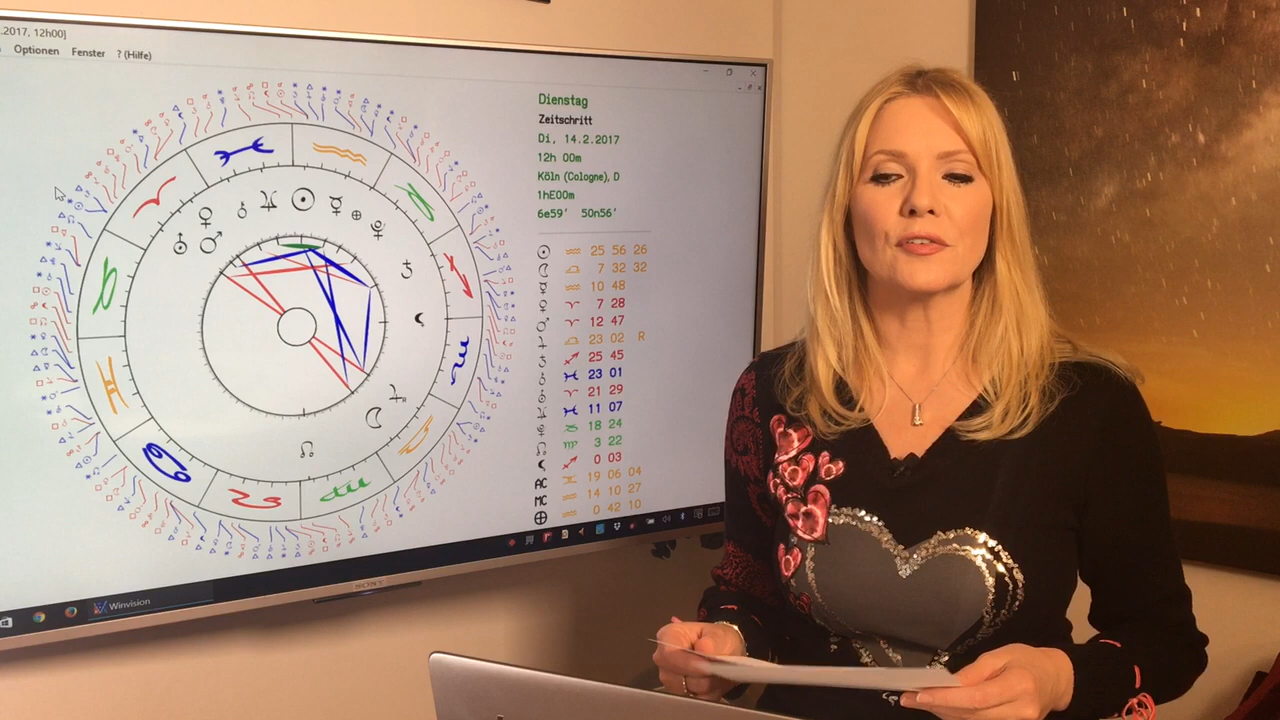 .2017, 12h00]
Optionen Fenster ? (Hilfe)
Dienstag
Zeitschritt
Di, 14.2.2017
12h 00m
Köln (Cologne), D
1hE00m
6e59' 50n56'
25 56 26
7 32 32
10 48
7 28
12 47
23 02 R
25 45
23 01
21 29
11 07
18 24
3 22
0 03
AC 19 06 04
MC 14 10 27
0 42 10
SONY
Winvision